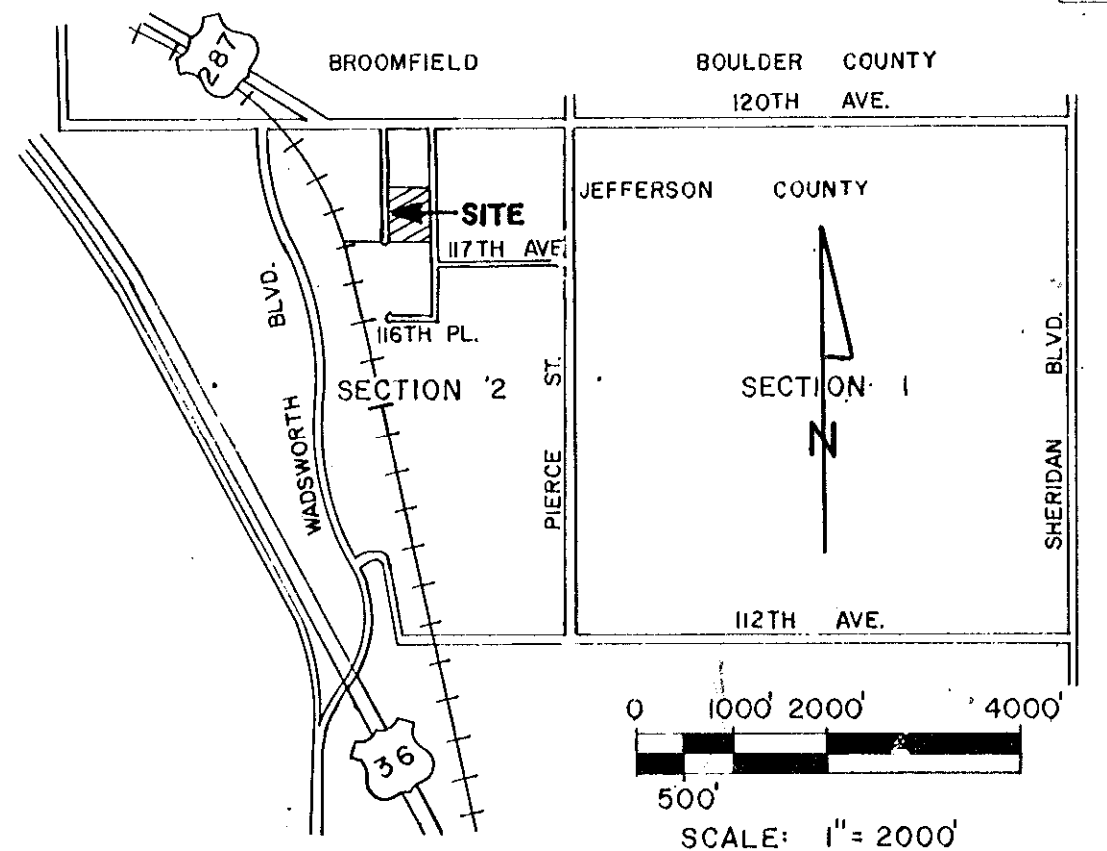 287
BROOMFIELD
BOULDER COUNTY
120TH AVE.
JEFFERSON COUNTY
SITE
117TH AVE
116TH PL.
WADSWORTH BLVD.
SECTION 2
PIERCE ST.
SECTION 1
N
SHERIDAN BLVD.
112TH AVE.
36
0 1000' 2000' 4000'
500'
SCALE: 1" = 2000'